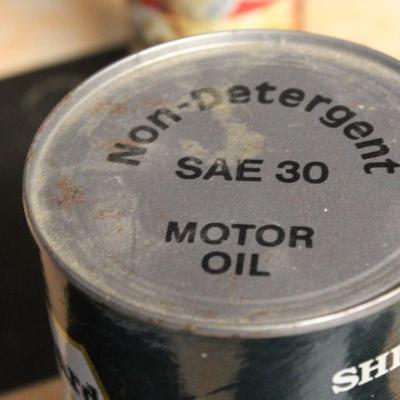 Non-Detergent
SAE 30
MOTOR
OIL